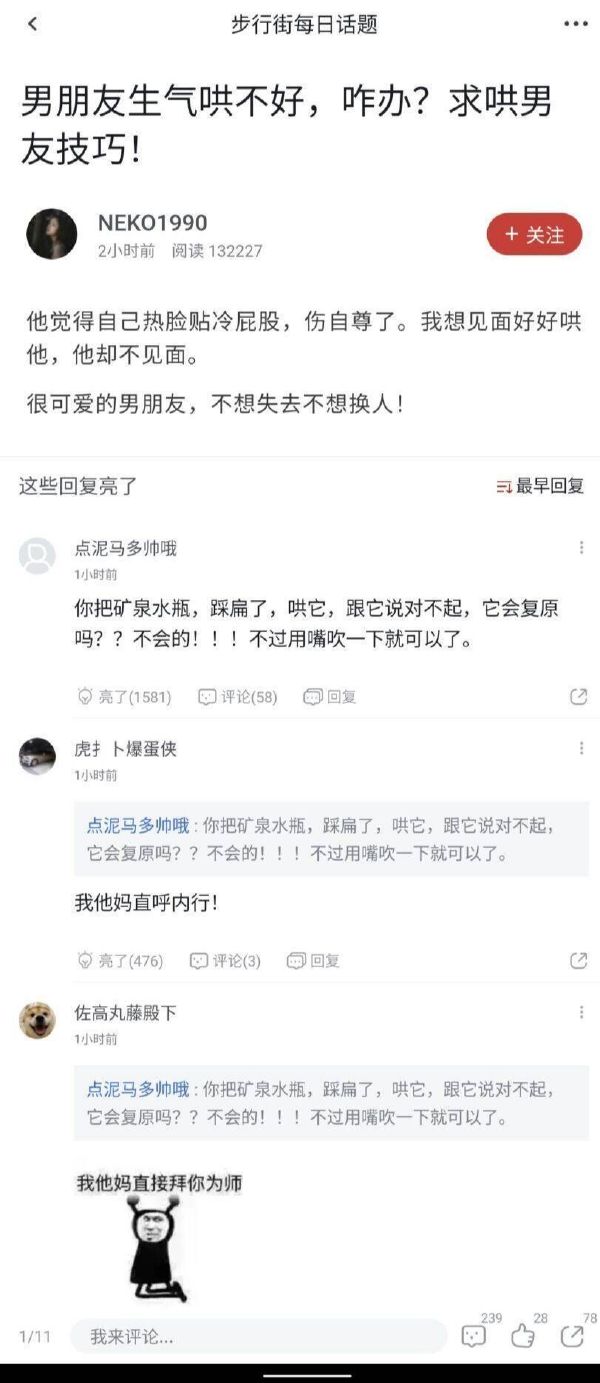 步行街每日话题
男朋友生气哄不好，咋办？求哄男
友技巧！
NEKO1990
2小时前 阅读 132227
+ 关注
他觉得自己热脸贴冷屁股，伤自尊了。我想见面好好哄
他，他却不见面。
很可爱的男朋友，不想失去不想换人！
这些回复亮了
最早回复
点泥马多帅哦
1小时前
你把矿泉水瓶，踩扁了，哄它，跟它说对不起，它会复原
吗？？不会的！！！不过用嘴吹一下就可以了。
亮了(1581) 评论(58) 回复
虎扌卜爆蛋侠
1小时前
点泥马多帅哦 : 你把矿泉水瓶，踩扁了，哄它，跟它说对不起，
它会复原吗？？不会的！！！不过用嘴吹一下就可以了。
我他妈直呼内行！
亮了(476) 评论(3) 回复
佐高丸藤殿下
1小时前
点泥马多帅哦 : 你把矿泉水瓶，踩扁了，哄它，跟它说对不起，
它会复原吗？？不会的！！！不过用嘴吹一下就可以了。
我他妈直接拜你为师
1/11 我来评论... 239 28 78